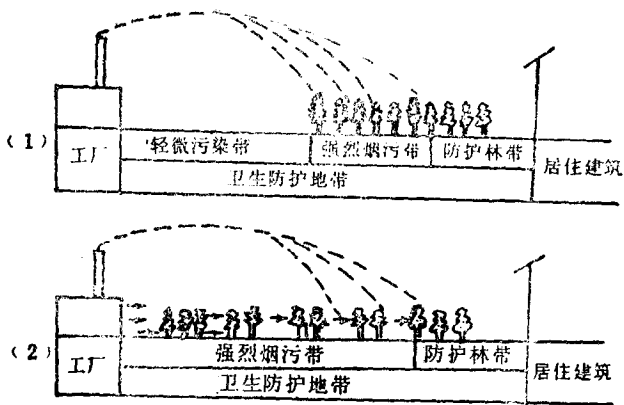 (1)
工厂
轻微污染带
强烈烟污带
防护林带
居住建筑
卫生防护地带
(2)
工厂
强烈烟污带
防护林带
居住建筑
卫生防护地带